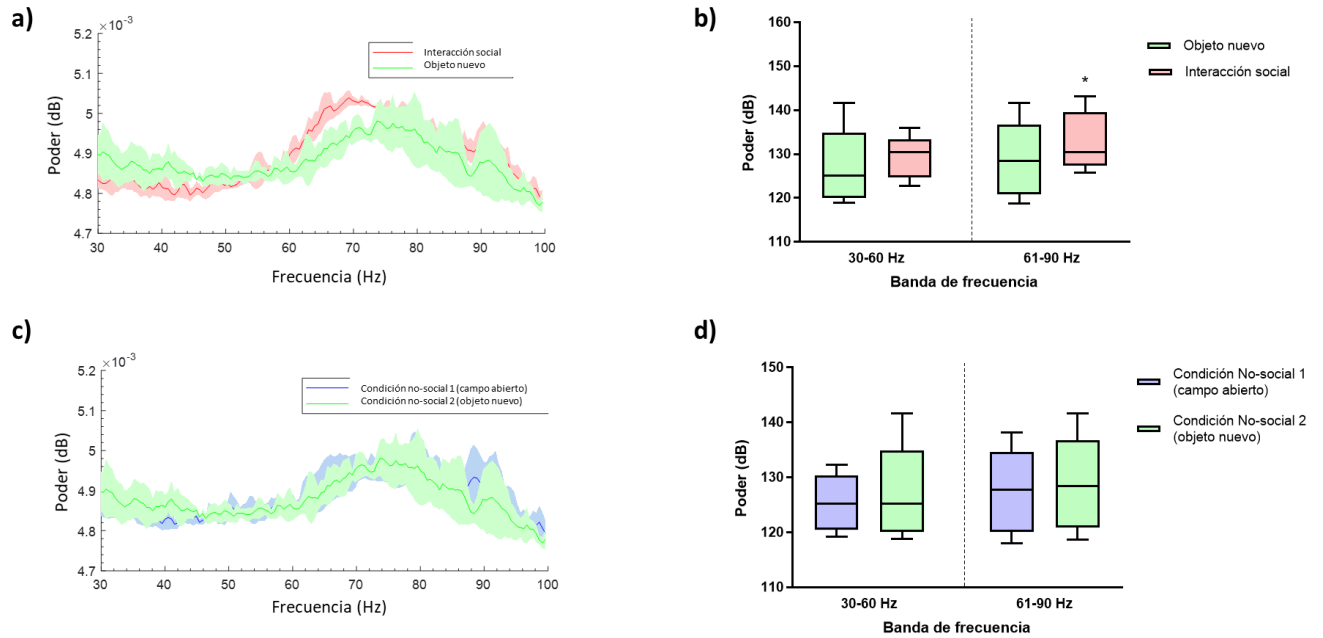 a)
×10⁻³
5.2
5.1
5
4.9
4.8
4.7
Poder (dB)
Interacción social
Objeto nuevo
30 40 50 60 70 80 90 100
Frecuencia (Hz)
b)
160
150
140
130
120
110
Poder (dB)
*
Objeto nuevo
Interacción social
30-60 Hz 61-90 Hz
Banda de frecuencia
c)
×10⁻³
5.2
5.1
5
4.9
4.8
4.7
Poder (dB)
Condición no-social 1 (campo abierto)
Condición no-social 2 (objeto nuevo)
30 40 50 60 70 80 90 100
Frecuencia (Hz)
d)
150
140
130
120
110
Poder (dB)
Condición No-social 1
(campo abierto)
Condición No-social 2
(objeto nuevo)
30-60 Hz 61-90 Hz
Banda de frecuencia